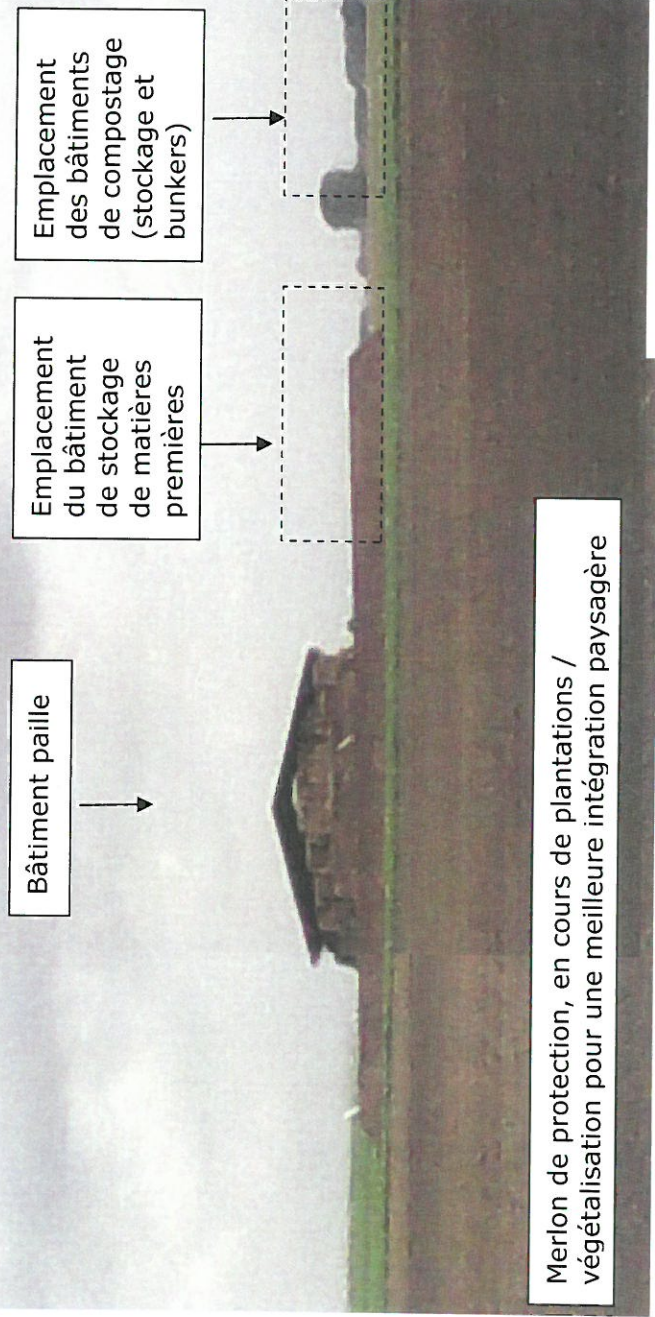 Bâtiment paille
Emplacement
du bâtiment
de stockage
de matières
premières
Emplacement
des bâtiments
de compostage
(stockage et
bunkers)
Merlon de protection, en cours de plantations /
végétalisation pour une meilleure intégration paysagère